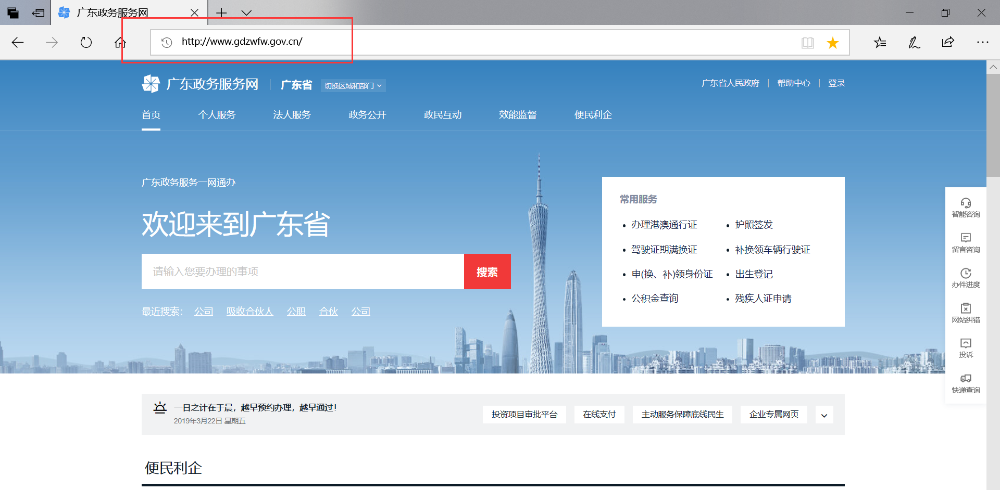 广东政务服务网
http://www.gdzwfw.gov.cn/
广东政务服务网 广东省 切换区域和部门
广东省人民政府 帮助中心 登录
首页 个人服务 法人服务 政务公开 政民互动 效能监督 便民利企
广东政务服务一网通办
欢迎来到广东省
请输入您要办理的事项 搜索
最近搜索： 公司 吸收合伙人 公职 合伙 公司
常用服务
办理港澳通行证 护照签发
驾驶证期满换证 补换领车辆行驶证
申(换、补)领身份证 出生登记
公积金查询 残疾人证申请
智能咨询
留言咨询
办件进度
网站纠错
投诉
快递查询
一日之计在于晨，越早预约办理，越早通过！
2019年3月22日 星期五
投资项目审批平台 在线支付 主动服务保障底线民生 企业专属网页
便民利企